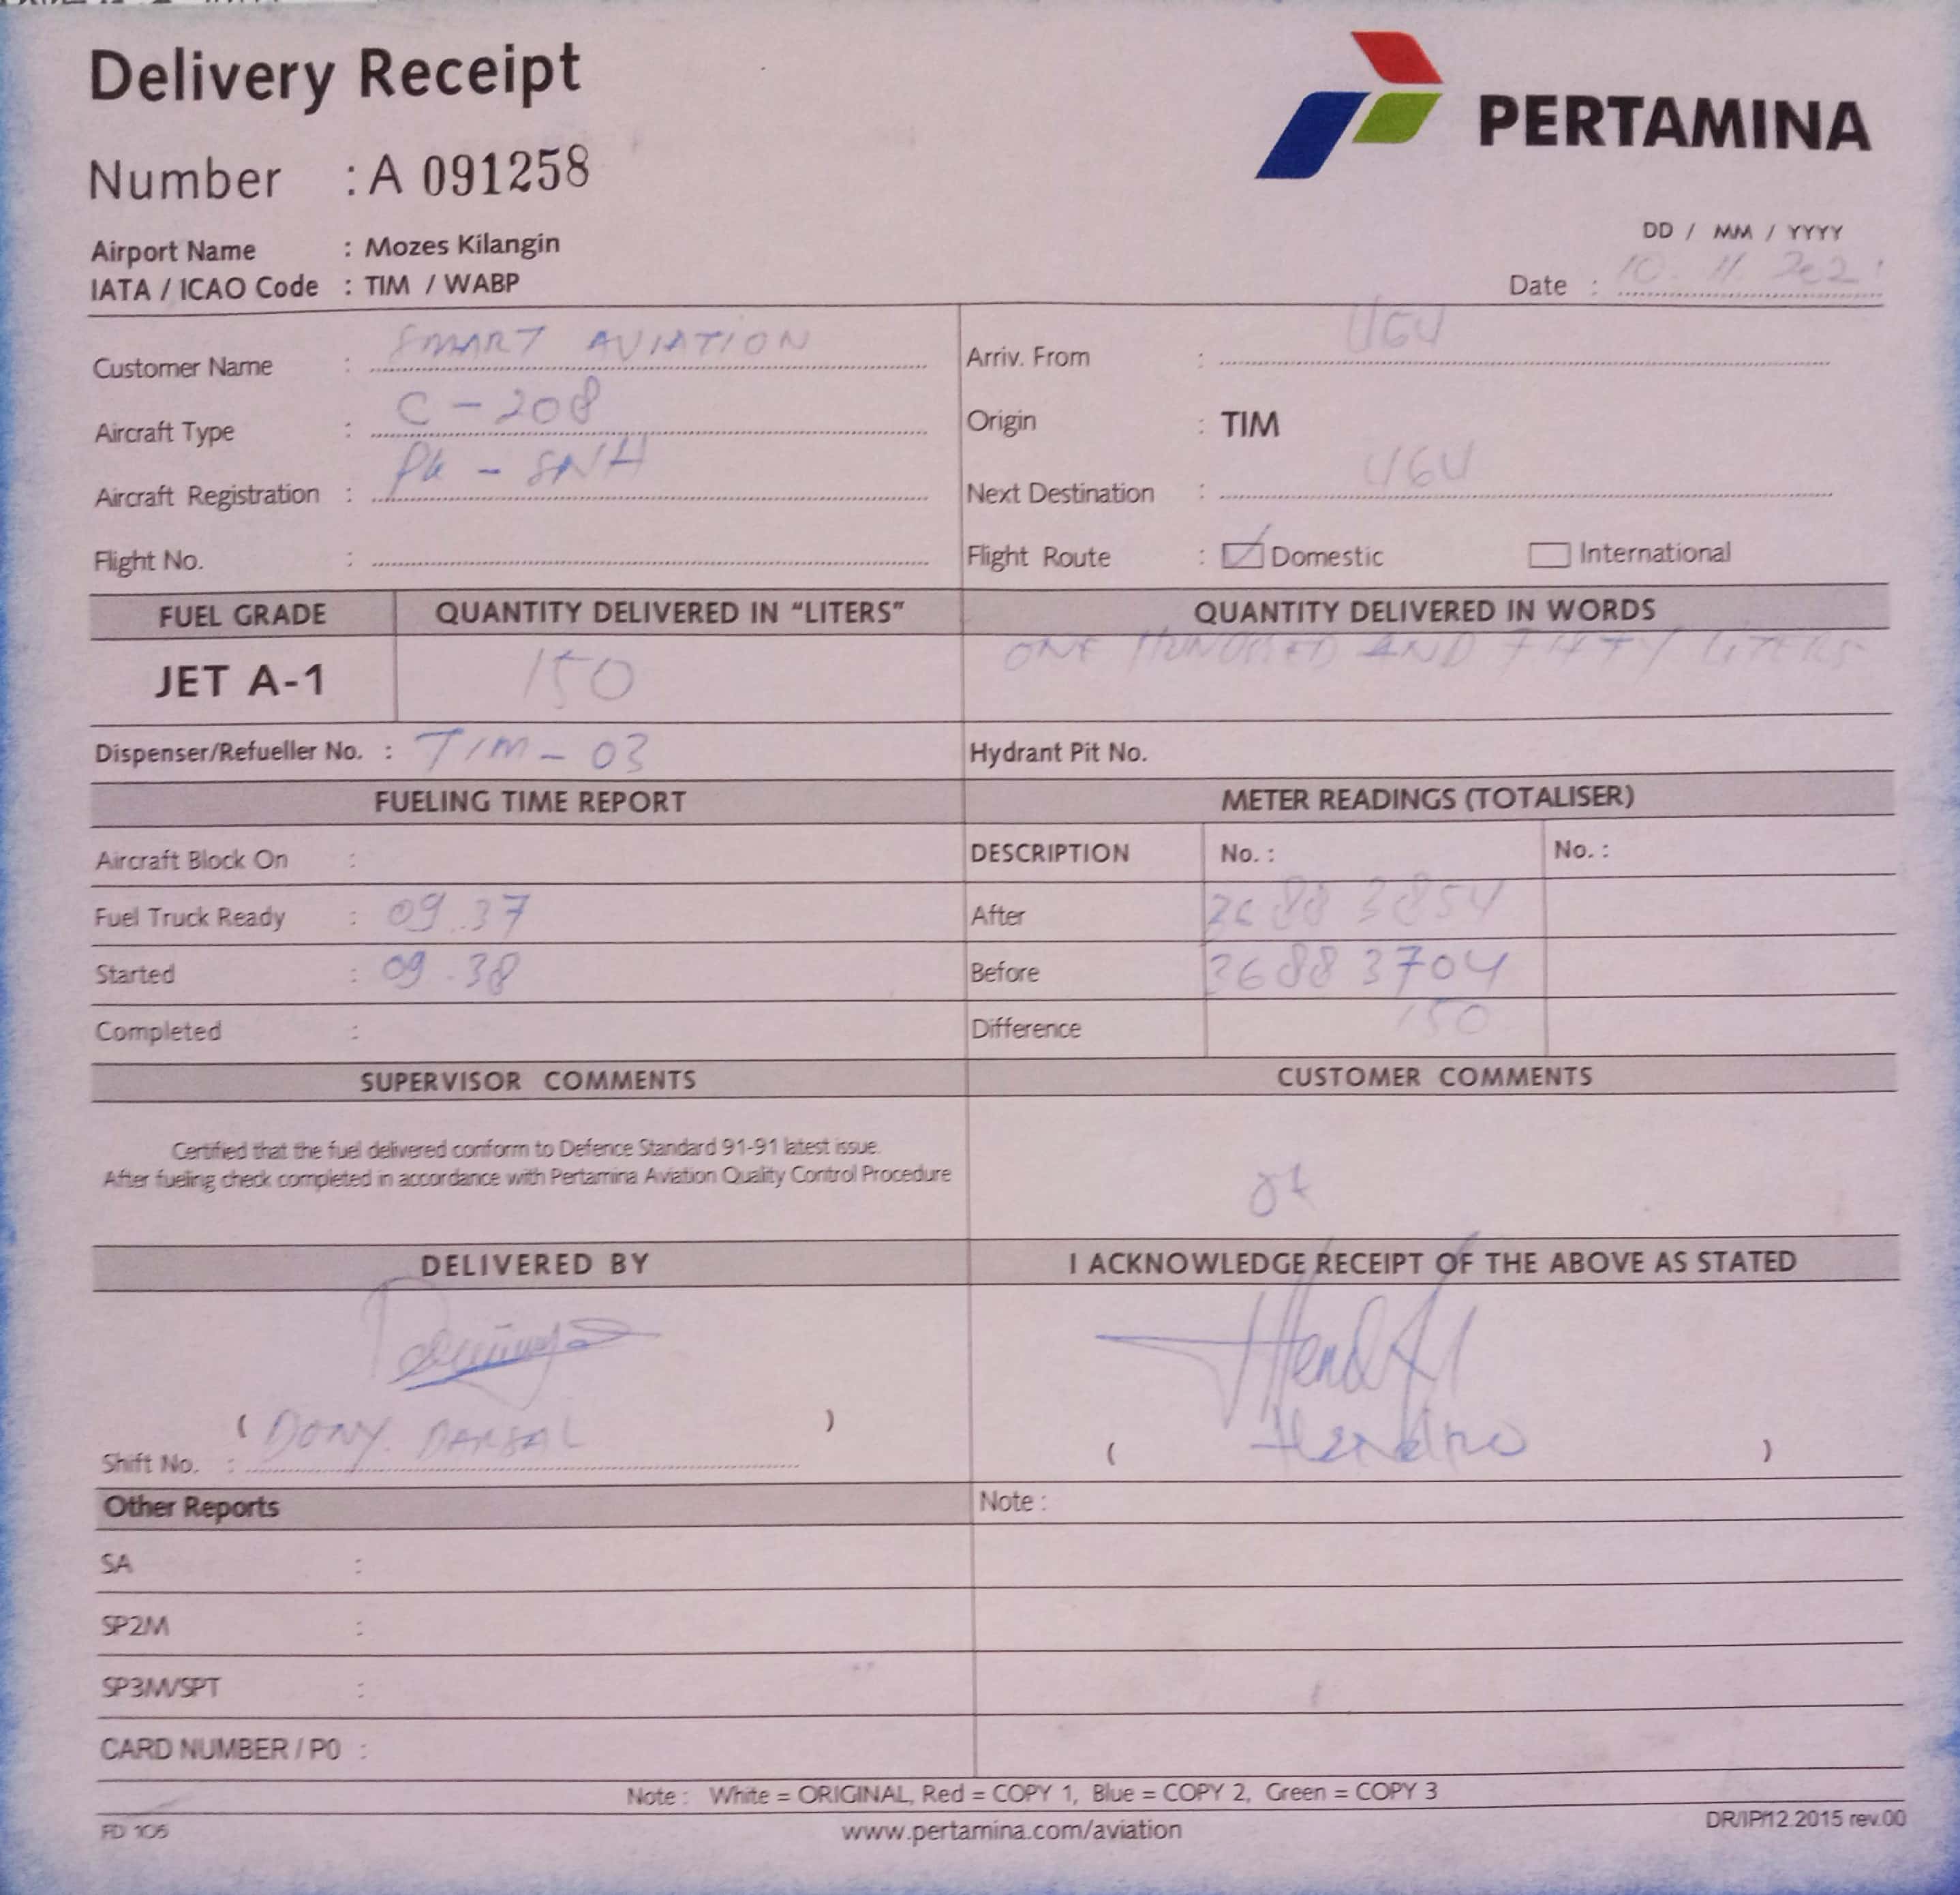 Delivery Receipt
PERTAMINA
Number : A 091258
Airport Name : Mozes Kilangin
IATA / ICAO Code : TIM / WABP
DD / MM / YYYY
Date : 10. 11. 2021
Customer Name : SMART AVIATION
Arriv. From : UGU
Aircraft Type : C - 208
Origin : TIM
Aircraft Registration : PK - SNH
Next Destination : UGU
Flight No. :
Flight Route : Domestic International
FUEL GRADE QUANTITY DELIVERED IN “LITERS” QUANTITY DELIVERED IN WORDS
JET A-1 150 ONE HUNDRED AND FIFTY LITERS
Dispenser/Refueller No. : TIM - 03 Hydrant Pit No.
FUELING TIME REPORT METER READINGS (TOTALISER)
Aircraft Block On : DESCRIPTION No. : No. :
Fuel Truck Ready : 09.37 After 36883854
Started : 09.38 Before 36883704
Completed : Difference 150
SUPERVISOR COMMENTS CUSTOMER COMMENTS
Certified that the fuel delivered conform to Defence Standard 91-91 latest issue.
After fueling check completed in accordance with Pertamina Aviation Quality Control Procedure
ok
DELIVERED BY I ACKNOWLEDGE RECEIPT OF THE ABOVE AS STATED
( DONY. )
Shift No. :
( )
Other Reports Note :
SA :
SP2M :
SP3M/SPT :
CARD NUMBER / PO :
Note : White = ORIGINAL, Red = COPY 1, Blue = COPY 2, Green = COPY 3
FD 106 www.pertamina.com/aviation DR/IP/12.2015 rev.00